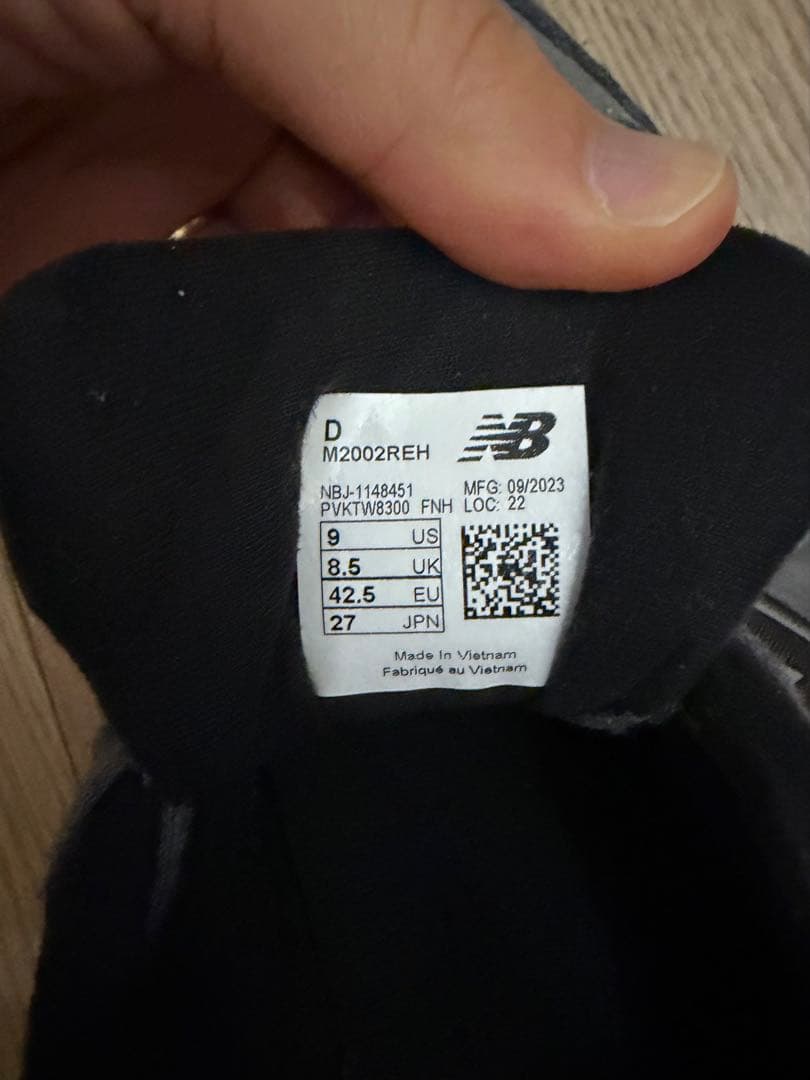 D
M2002REH
NB
NBJ-1148451 MFG: 09/2023
PVKTW8300 FNH LOC: 22
9 US
8.5 UK
42.5 EU
27 JPN
Made In Vietnam
Fabriqué au Vietnam